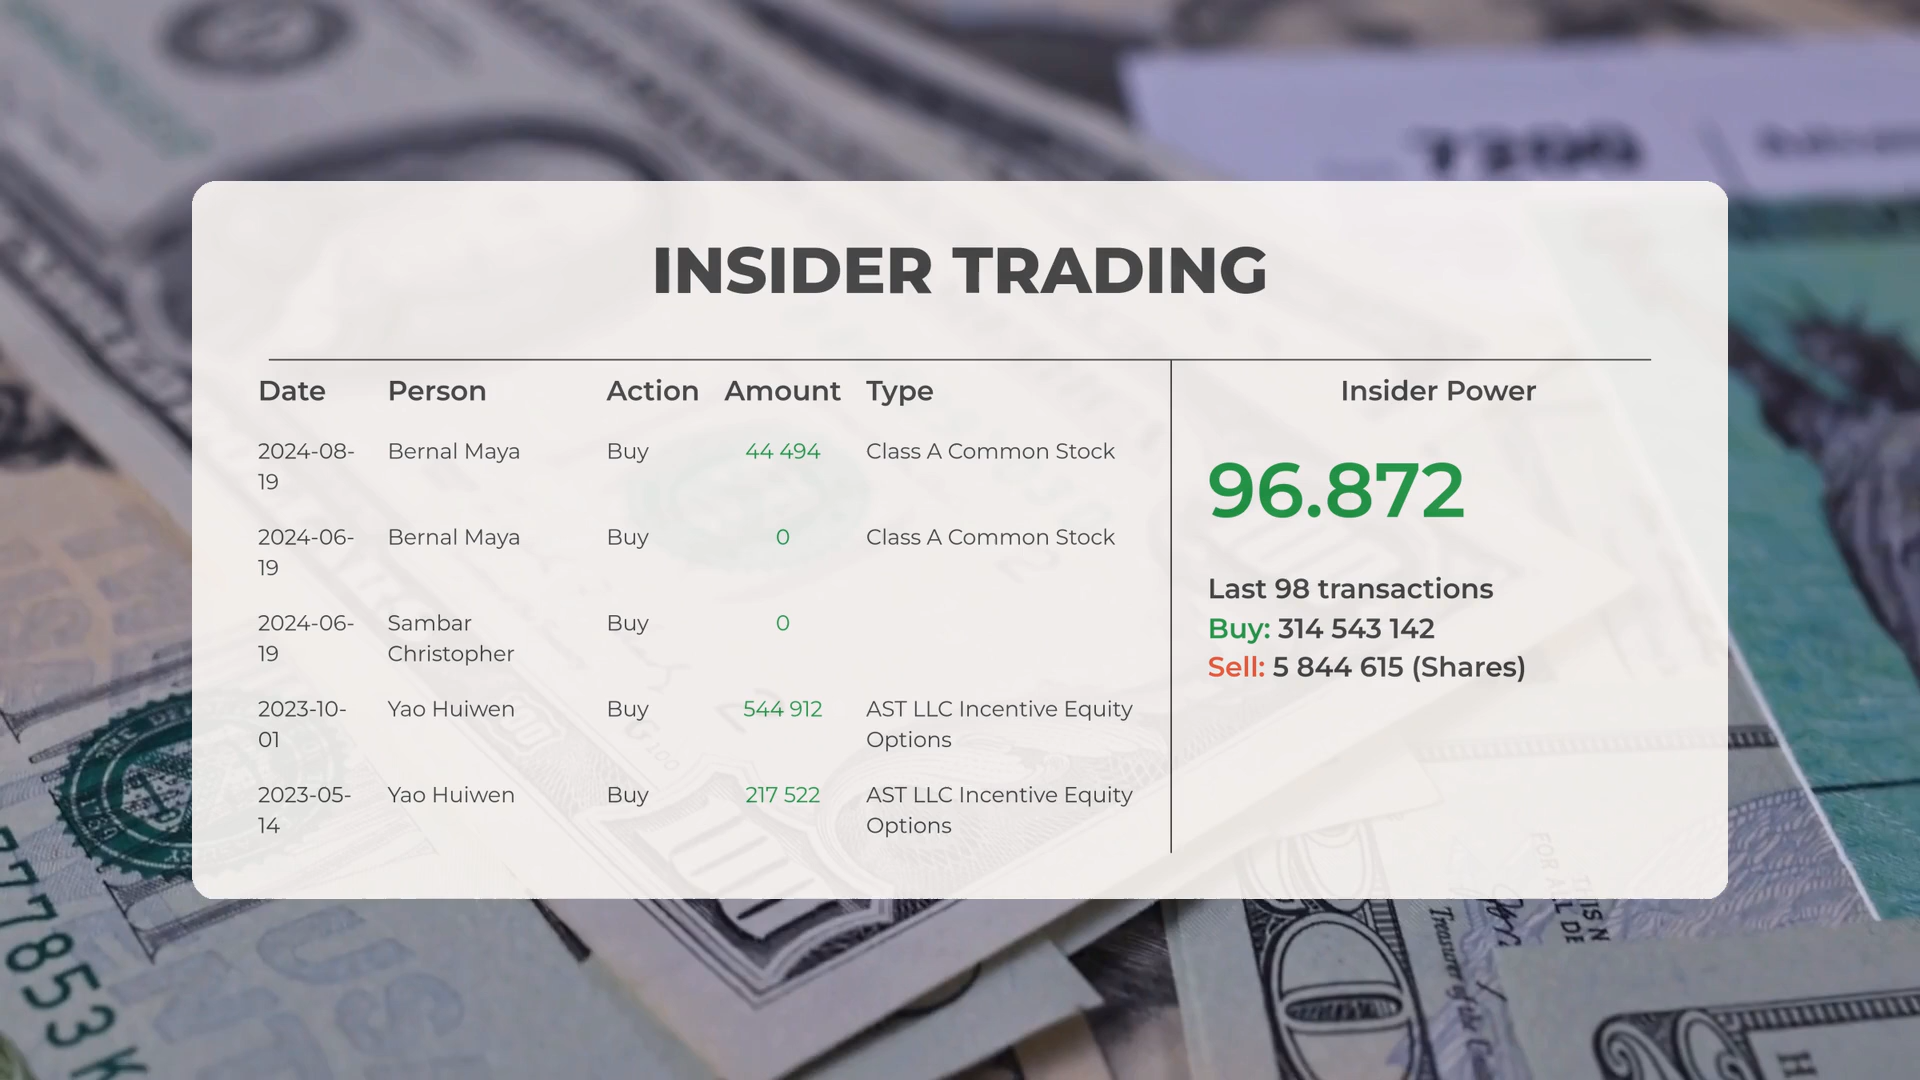 INSIDER TRADING
Date Person Action Amount Type
2024-08-
19
Bernal Maya Buy 44 494 Class A Common Stock
2024-06-
19
Bernal Maya Buy 0 Class A Common Stock
2024-06-
19
Sambar
Christopher
Buy 0
2023-10-
01
Yao Huiwen Buy 544 912 AST LLC Incentive Equity
Options
2023-05-
14
Yao Huiwen Buy 217 522 AST LLC Incentive Equity
Options
Insider Power
96.872
Last 98 transactions
Buy: 314 543 142
Sell: 5 844 615 (Shares)
77853K